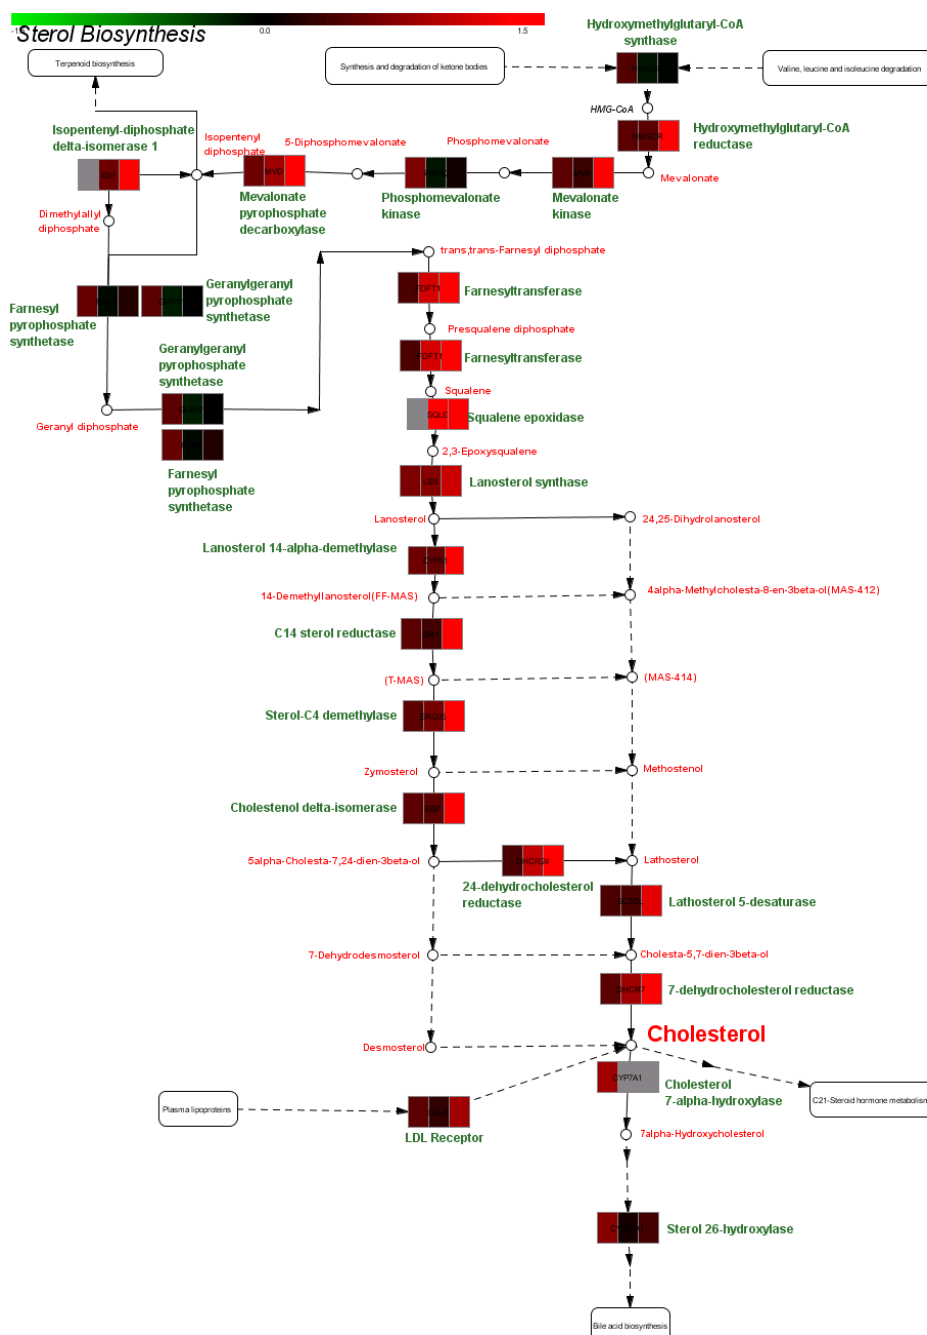 Sterol Biosynthesis
0.0
1.5
Hydroxymethylglutaryl-CoA
synthase
Terpenoid biosynthesis
Synthesis and degradation of ketone bodies
Valine, leucine and isoleucine degradation
HMG-CoA
HMGCR
Hydroxymethylglutaryl-CoA
reductase
Isopentenyl-diphosphate
delta-isomerase 1
Isopentenyl
diphosphate
5-Diphosphomevalonate
Phosphomevalonate
Mevalonate
IDI1
MVD
Mevalonate
pyrophosphate
decarboxylase
Phosphomevalonate
kinase
Mevalonate
kinase
Dimethylallyl
diphosphate
trans,trans-Farnesyl diphosphate
Farnesyl
pyrophosphate
synthetase
Geranylgeranyl
pyrophosphate
synthetase
FDFT1
Farnesyltransferase
Presqualene diphosphate
Geranylgeranyl
pyrophosphate
synthetase
FDFT1
Farnesyltransferase
Squalene
Geranyl diphosphate
SQLE
Squalene epoxidase
2,3-Epoxysqualene
Farnesyl
pyrophosphate
synthetase
LSS
Lanosterol synthase
Lanosterol
24,25-Dihydrolanosterol
Lanosterol 14-alpha-demethylase
14-Demethyllanosterol(FF-MAS)
4alpha-Methylcholesta-8-en-3beta-ol(MAS-412)
C14 sterol reductase
(T-MAS)
(MAS-414)
Sterol-C4 demethylase
Zymosterol
Methostenol
Cholestenol delta-isomerase
5alpha-Cholesta-7,24-dien-3beta-ol
DHCR24
Lathosterol
24-dehydrocholesterol
reductase
Lathosterol 5-desaturase
7-Dehydrodesmosterol
Cholesta-5,7-dien-3beta-ol
DHCR7
7-dehydrocholesterol reductase
Cholesterol
Desmosterol
CYP7A1
Cholesterol
7-alpha-hydroxylase
C21-Steroid hormone metabolism
Plasma lipoproteins
LDL Receptor
7alpha-Hydroxycholesterol
Sterol 26-hydroxylase
Bile acid biosynthesis